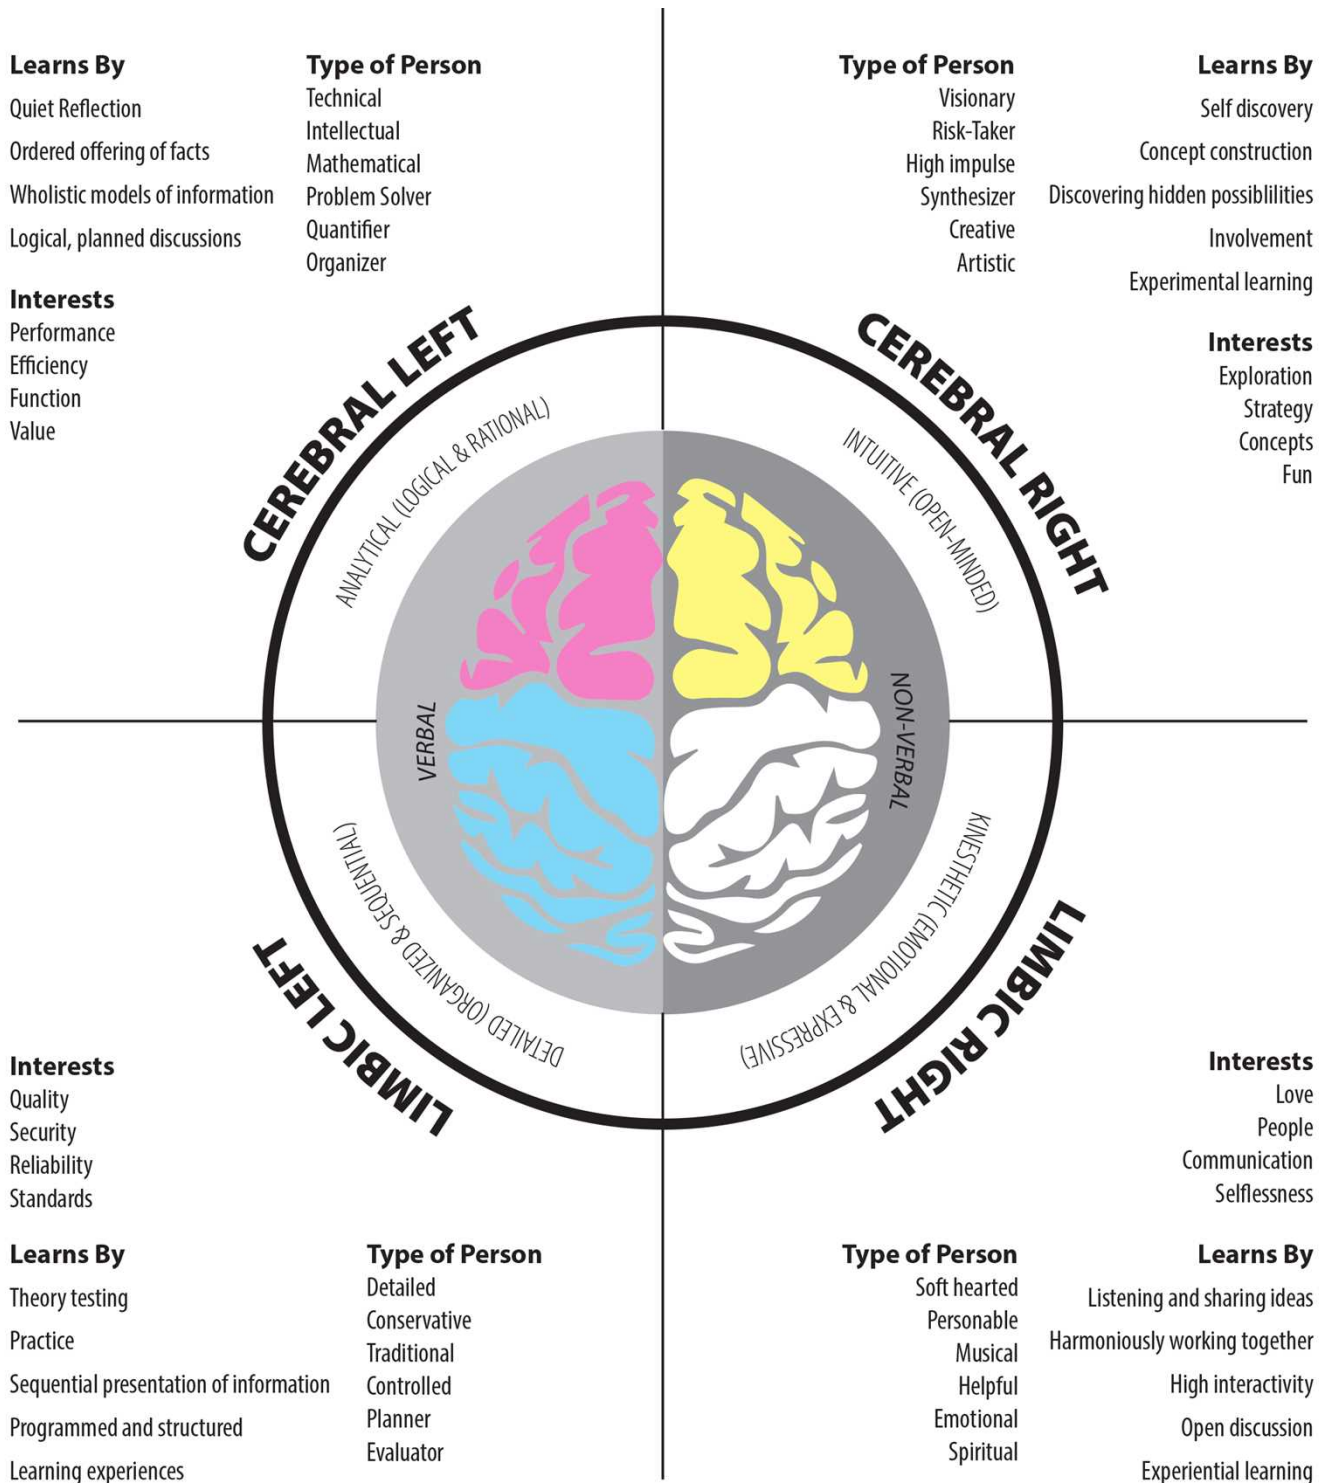 Learns By
Quiet Reflection
Ordered offering of facts
Wholistic models of information
Logical, planned discussions
Type of Person
Technical
Intellectual
Mathematical
Problem Solver
Quantifier
Organizer
Interests
Performance
Efficiency
Function
Value
Type of Person
Visionary
Risk-Taker
High impulse
Synthesizer
Creative
Artistic
Learns By
Self discovery
Concept construction
Discovering hidden possiblilities
Involvement
Experimental learning
Interests
Exploration
Strategy
Concepts
Fun
CEREBRAL LEFT
ANALYTICAL (LOGICAL & RATIONAL)
CEREBRAL RIGHT
INTUITIVE (OPEN-MINDED)
VERBAL
NON-VERBAL
LIMBIC LEFT
DETAILED (ORGANIZED & SEQUENTIAL)
LIMBIC RIGHT
KINESTHETIC (EMOTIONAL & EXPRESSIVE)
Interests
Quality
Security
Reliability
Standards
Learns By
Theory testing
Practice
Sequential presentation of information
Programmed and structured
Learning experiences
Type of Person
Detailed
Conservative
Traditional
Controlled
Planner
Evaluator
Interests
Love
People
Communication
Selflessness
Type of Person
Soft hearted
Personable
Musical
Helpful
Emotional
Spiritual
Learns By
Listening and sharing ideas
Harmoniously working together
High interactivity
Open discussion
Experiential learning